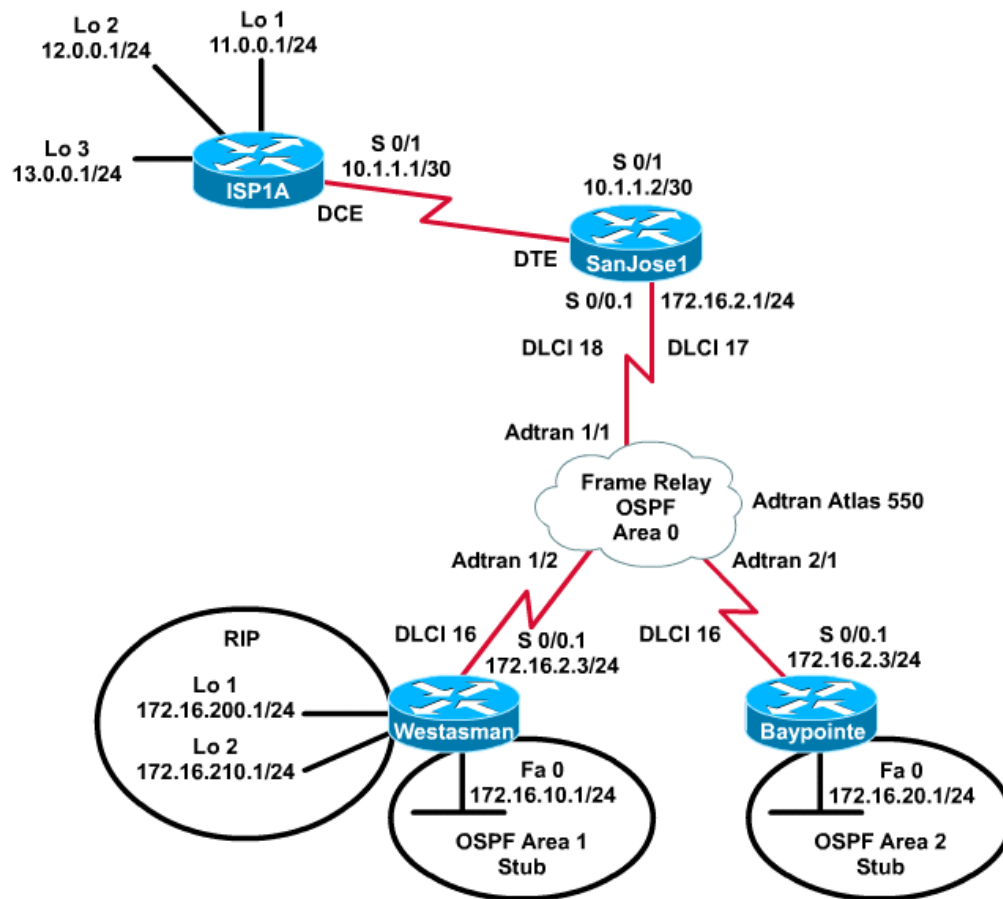 Lo 2
12.0.0.1/24
Lo 1
11.0.0.1/24
Lo 3
13.0.0.1/24
ISP1A
S 0/1
10.1.1.1/30
DCE
S 0/1
10.1.1.2/30
DTE
SanJose1
S 0/0.1
172.16.2.1/24
DLCI 18
DLCI 17
Adtran 1/1
Frame Relay
OSPF
Area 0
Adtran Atlas 550
Adtran 1/2
Adtran 2/1
RIP
DLCI 16
S 0/0.1
172.16.2.3/24
DLCI 16
S 0/0.1
172.16.2.3/24
Lo 1
172.16.200.1/24
Lo 2
172.16.210.1/24
Westasman
Baypointe
Fa 0
172.16.10.1/24
OSPF Area 1
Stub
Fa 0
172.16.20.1/24
OSPF Area 2
Stub